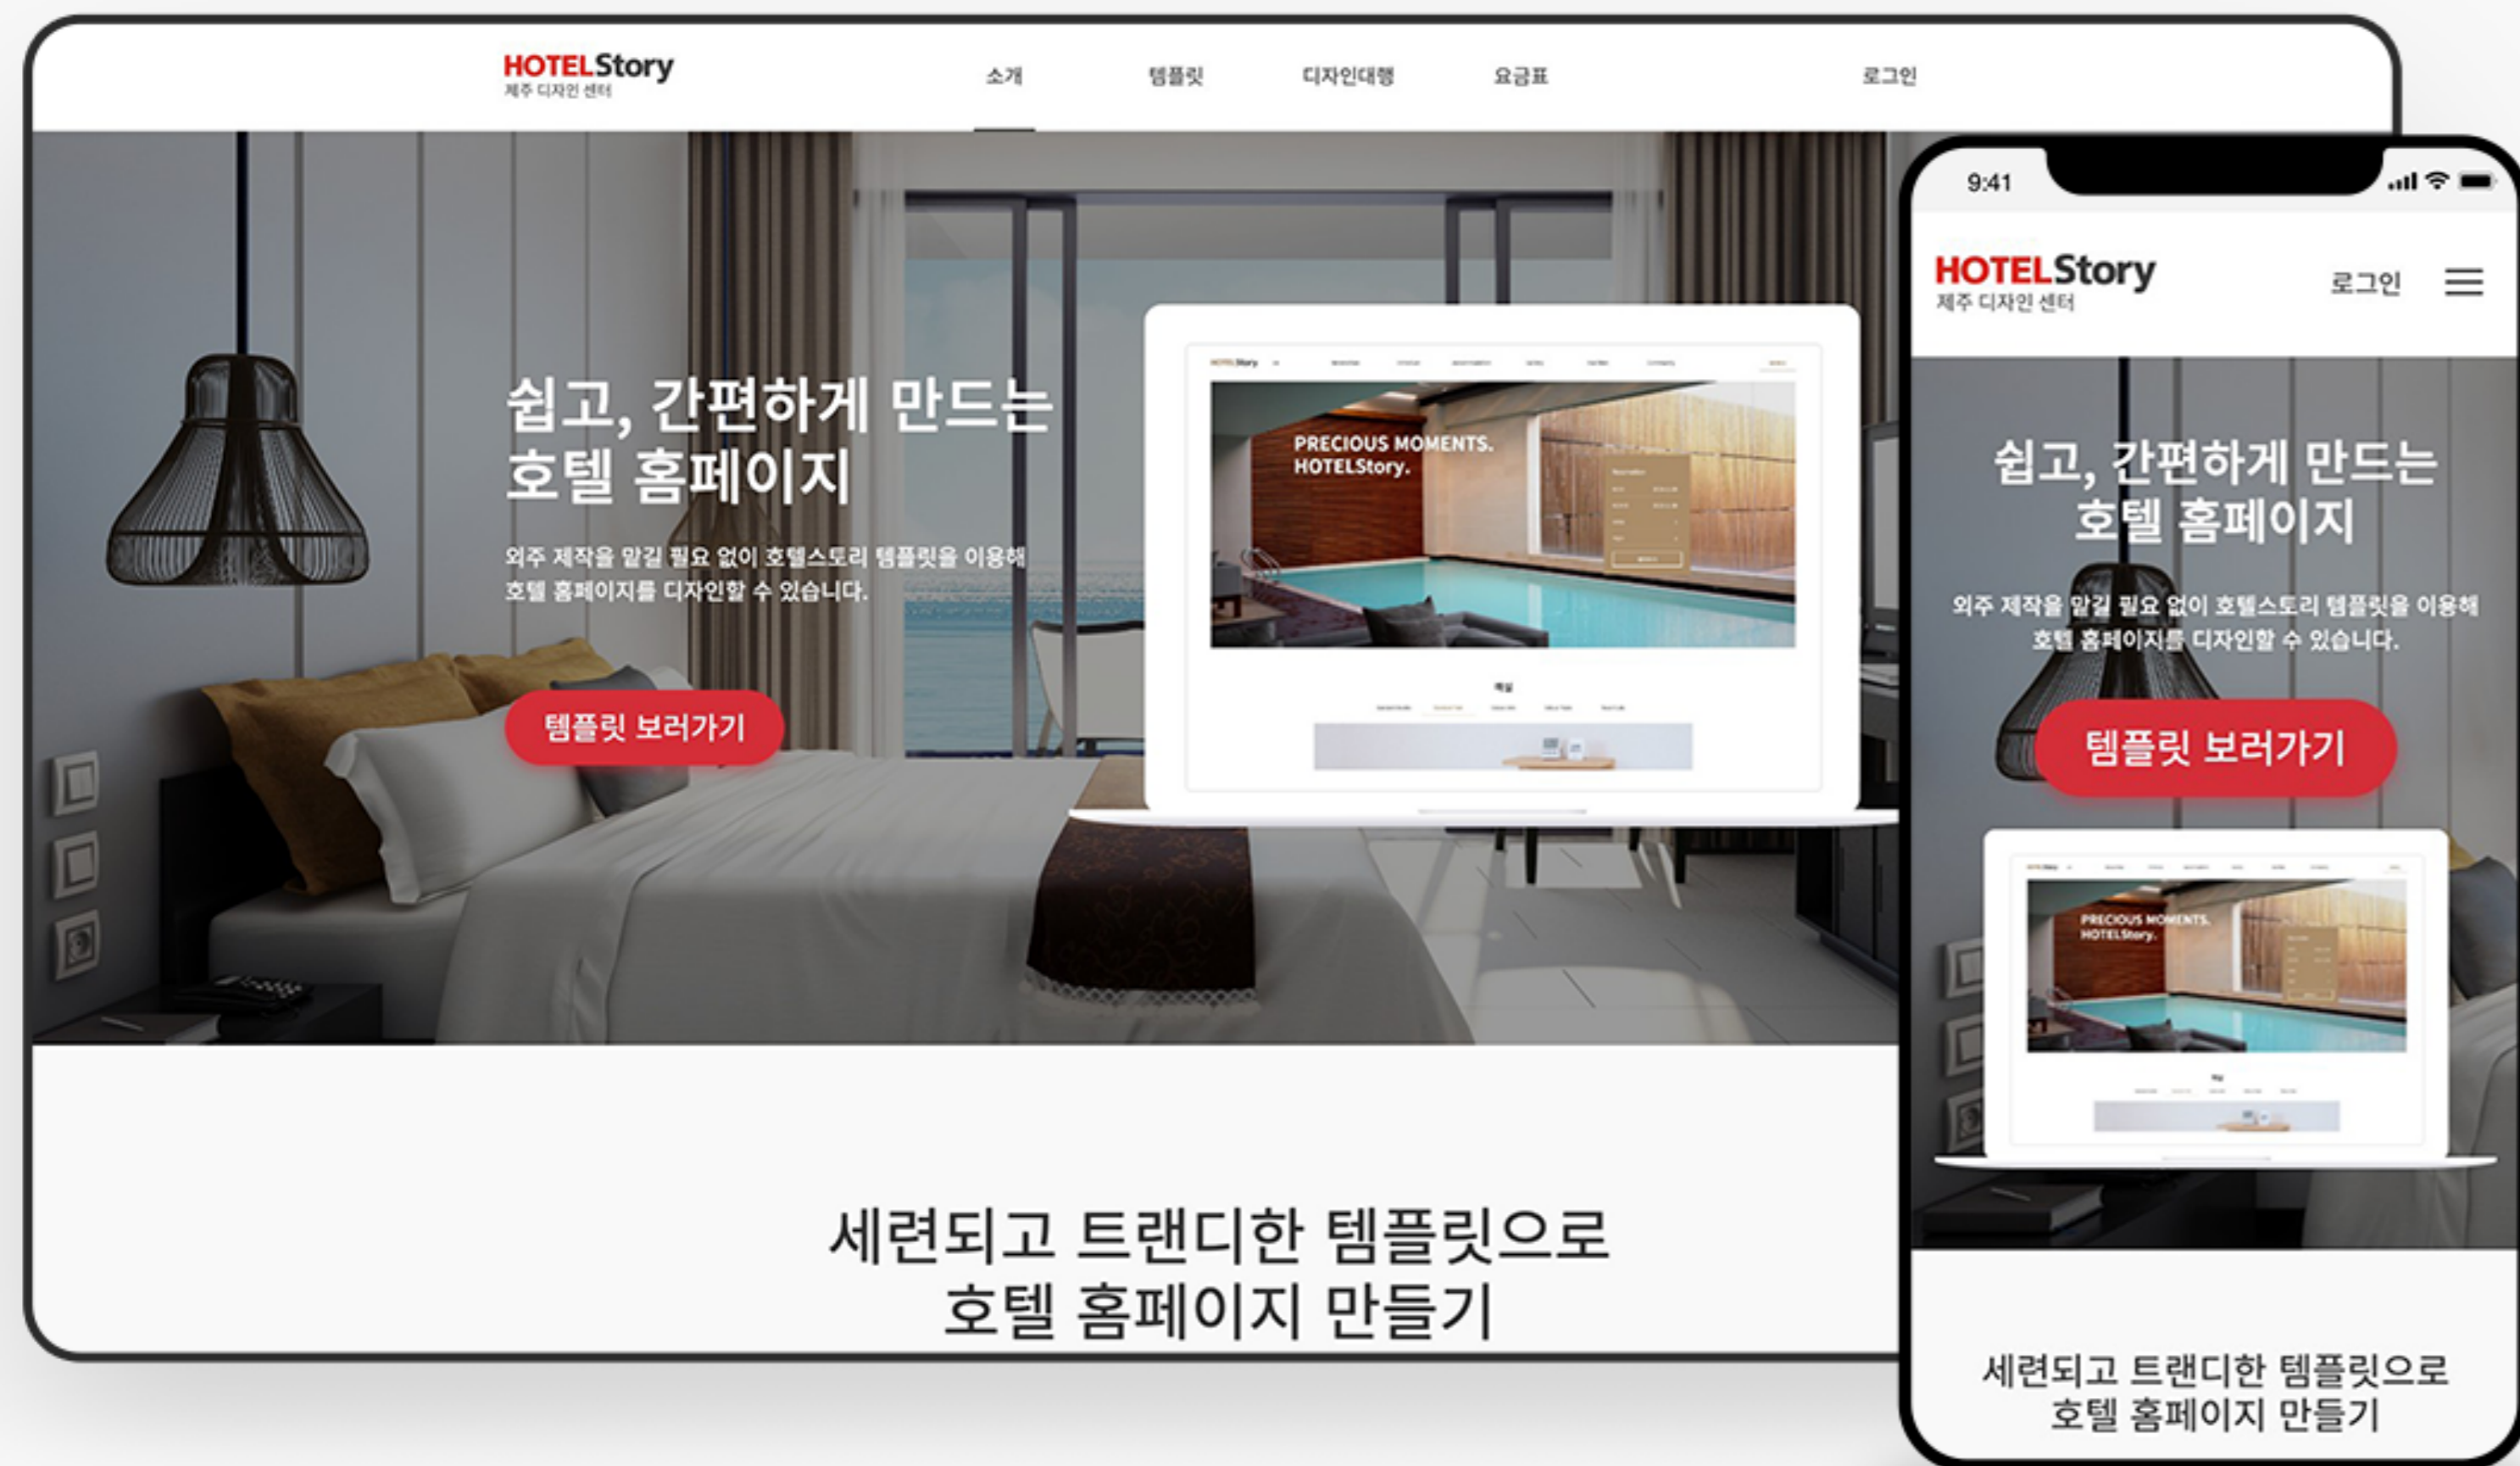 HOTELStory
제주 디자인 센터
소개 템플릿 디자인대행 요금표 로그인
쉽고, 간편하게 만드는
호텔 홈페이지
외주 제작을 맡길 필요 없이 호텔스토리 템플릿을 이용해
호텔 홈페이지를 디자인할 수 있습니다.
템플릿 보러가기
HOTELStory
PRECIOUS MOMENTS.
HOTELStory.
Reservation
객실
세련되고 트랜디한 템플릿으로
호텔 홈페이지 만들기
9:41
HOTELStory
제주 디자인 센터
로그인
쉽고, 간편하게 만드는
호텔 홈페이지
외주 제작을 맡길 필요 없이 호텔스토리 템플릿을 이용해
호텔 홈페이지를 디자인할 수 있습니다.
템플릿 보러가기
PRECIOUS MOMENTS.
HOTELStory.
세련되고 트랜디한 템플릿으로
호텔 홈페이지 만들기